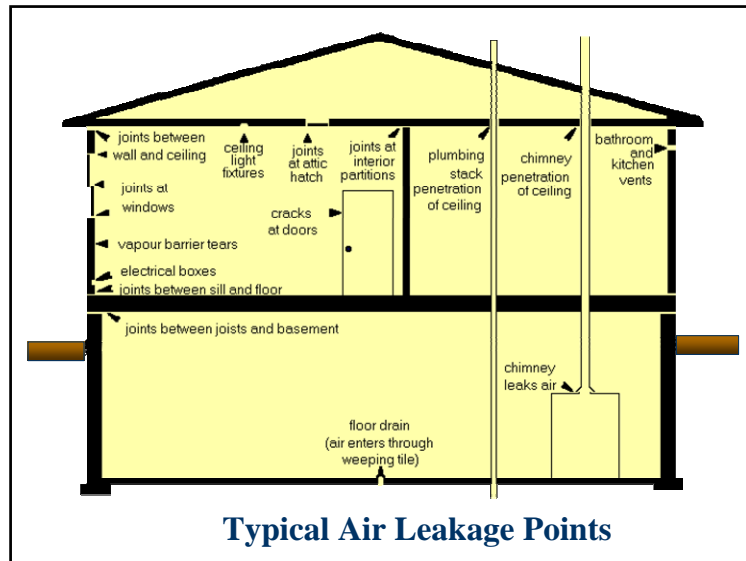 joints between
wall and ceiling
ceiling
light
fixtures
joints
at attic
hatch
joints at
interior
partitions
plumbing
stack
penetration
of ceiling
chimney
penetration
of ceiling
bathroom
and
kitchen
vents
joints at
windows
cracks
at doors
vapour barrier tears
electrical boxes
joints between sill and floor
joints between joists and basement
chimney
leaks air
floor drain
(air enters through
weeping tile)
Typical Air Leakage Points